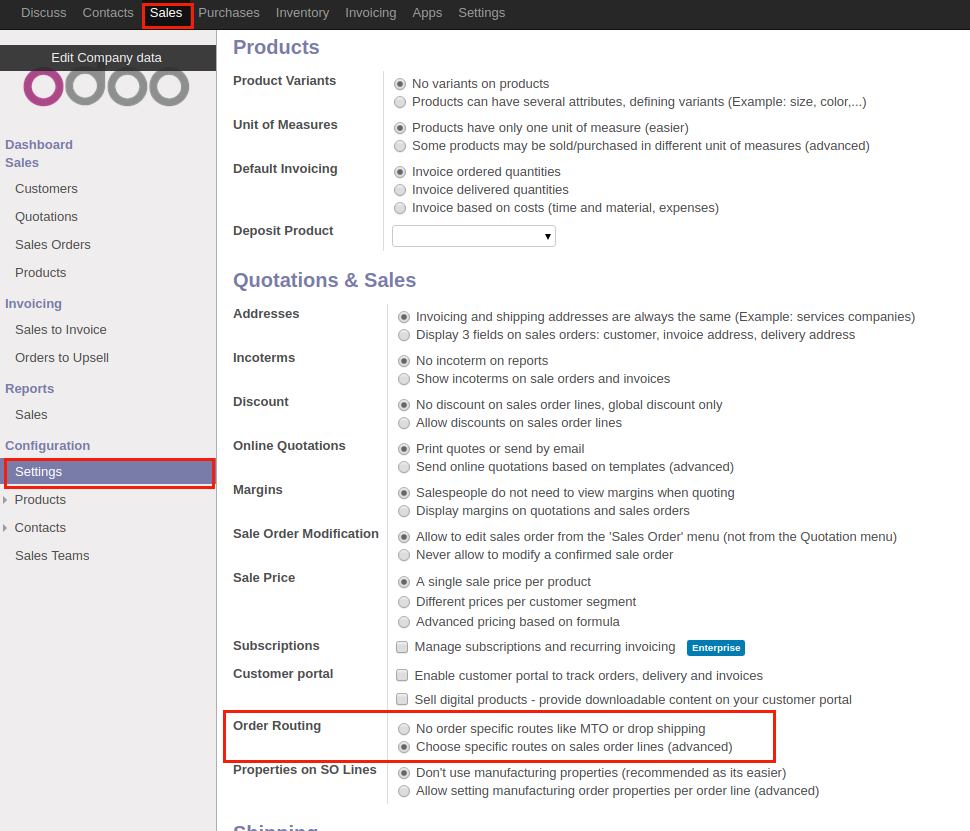 Discuss Contacts Sales Purchases Inventory Invoicing Apps Settings
Edit Company data
odoo
Dashboard
Sales
Customers
Quotations
Sales Orders
Products
Invoicing
Sales to Invoice
Orders to Upsell
Reports
Sales
Configuration
Settings
Products
Contacts
Sales Teams
Products
Product Variants
No variants on products
Products can have several attributes, defining variants (Example: size, color,...)
Unit of Measures
Products have only one unit of measure (easier)
Some products may be sold/purchased in different unit of measures (advanced)
Default Invoicing
Invoice ordered quantities
Invoice delivered quantities
Invoice based on costs (time and material, expenses)
Deposit Product
Quotations & Sales
Addresses
Invoicing and shipping addresses are always the same (Example: services companies)
Display 3 fields on sales orders: customer, invoice address, delivery address
Incoterms
No incoterm on reports
Show incoterms on sale orders and invoices
Discount
No discount on sales order lines, global discount only
Allow discounts on sales order lines
Online Quotations
Print quotes or send by email
Send online quotations based on templates (advanced)
Margins
Salespeople do not need to view margins when quoting
Display margins on quotations and sales orders
Sale Order Modification
Allow to edit sales order from the 'Sales Order' menu (not from the Quotation menu)
Never allow to modify a confirmed sale order
Sale Price
A single sale price per product
Different prices per customer segment
Advanced pricing based on formula
Subscriptions
Manage subscriptions and recurring invoicing Enterprise
Customer portal
Enable customer portal to track orders, delivery and invoices
Sell digital products - provide downloadable content on your customer portal
Order Routing
No order specific routes like MTO or drop shipping
Choose specific routes on sales order lines (advanced)
Properties on SO Lines
Don't use manufacturing properties (recommended as its easier)
Allow setting manufacturing order properties per order line (advanced)
Shipping